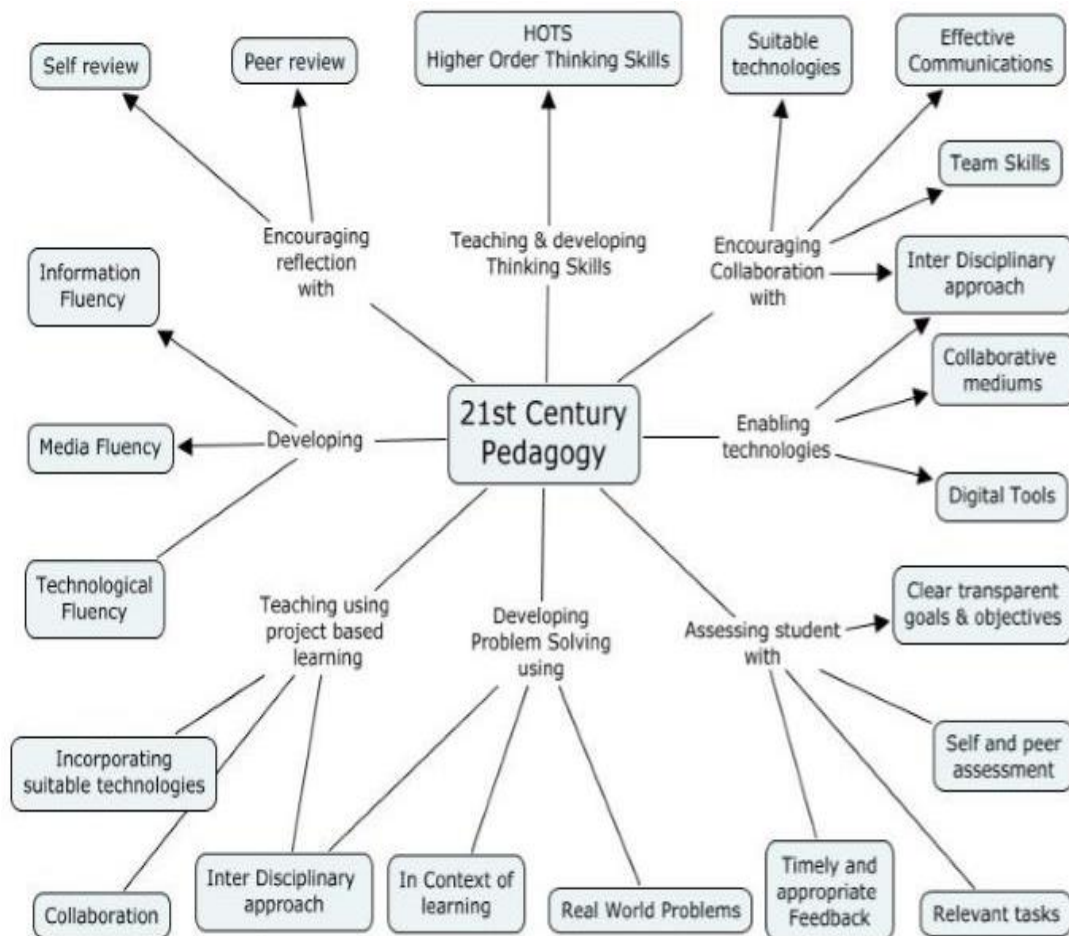 HOTS
Higher Order Thinking Skills
Suitable
technologies
Effective
Communications
Self review
Peer review
Team Skills
Encouraging
reflection
with
Teaching & developing
Thinking Skills
Encouraging
Collaboration
with
Information
Fluency
Inter Disciplinary
approach
Collaborative
mediums
21st Century
Pedagogy
Enabling
technologies
Media Fluency
Developing
Digital Tools
Technological
Fluency
Teaching using
project based
learning
Developing
Problem Solving
using
Assessing student
with
Clear transparent
goals & objectives
Incorporating
suitable technologies
Self and peer
assessment
Collaboration
Inter Disciplinary
approach
In Context of
learning
Real World Problems
Timely and
appropriate
Feedback
Relevant tasks